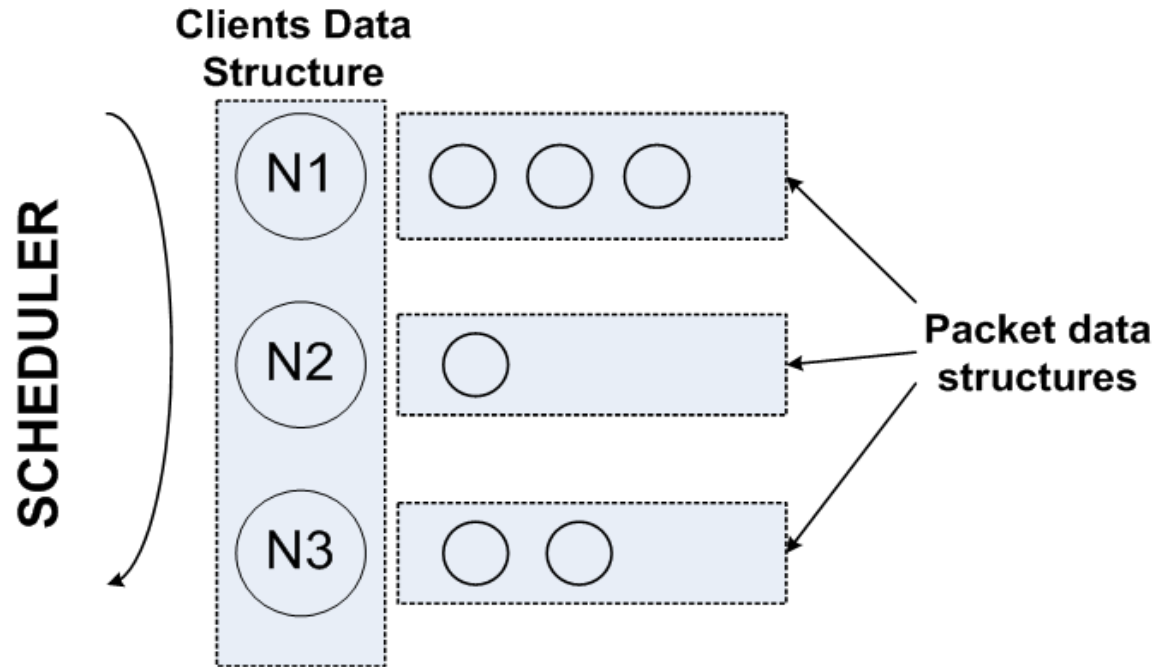 Clients Data
Structure
SCHEDULER
N1
N2
N3
Packet data
structures